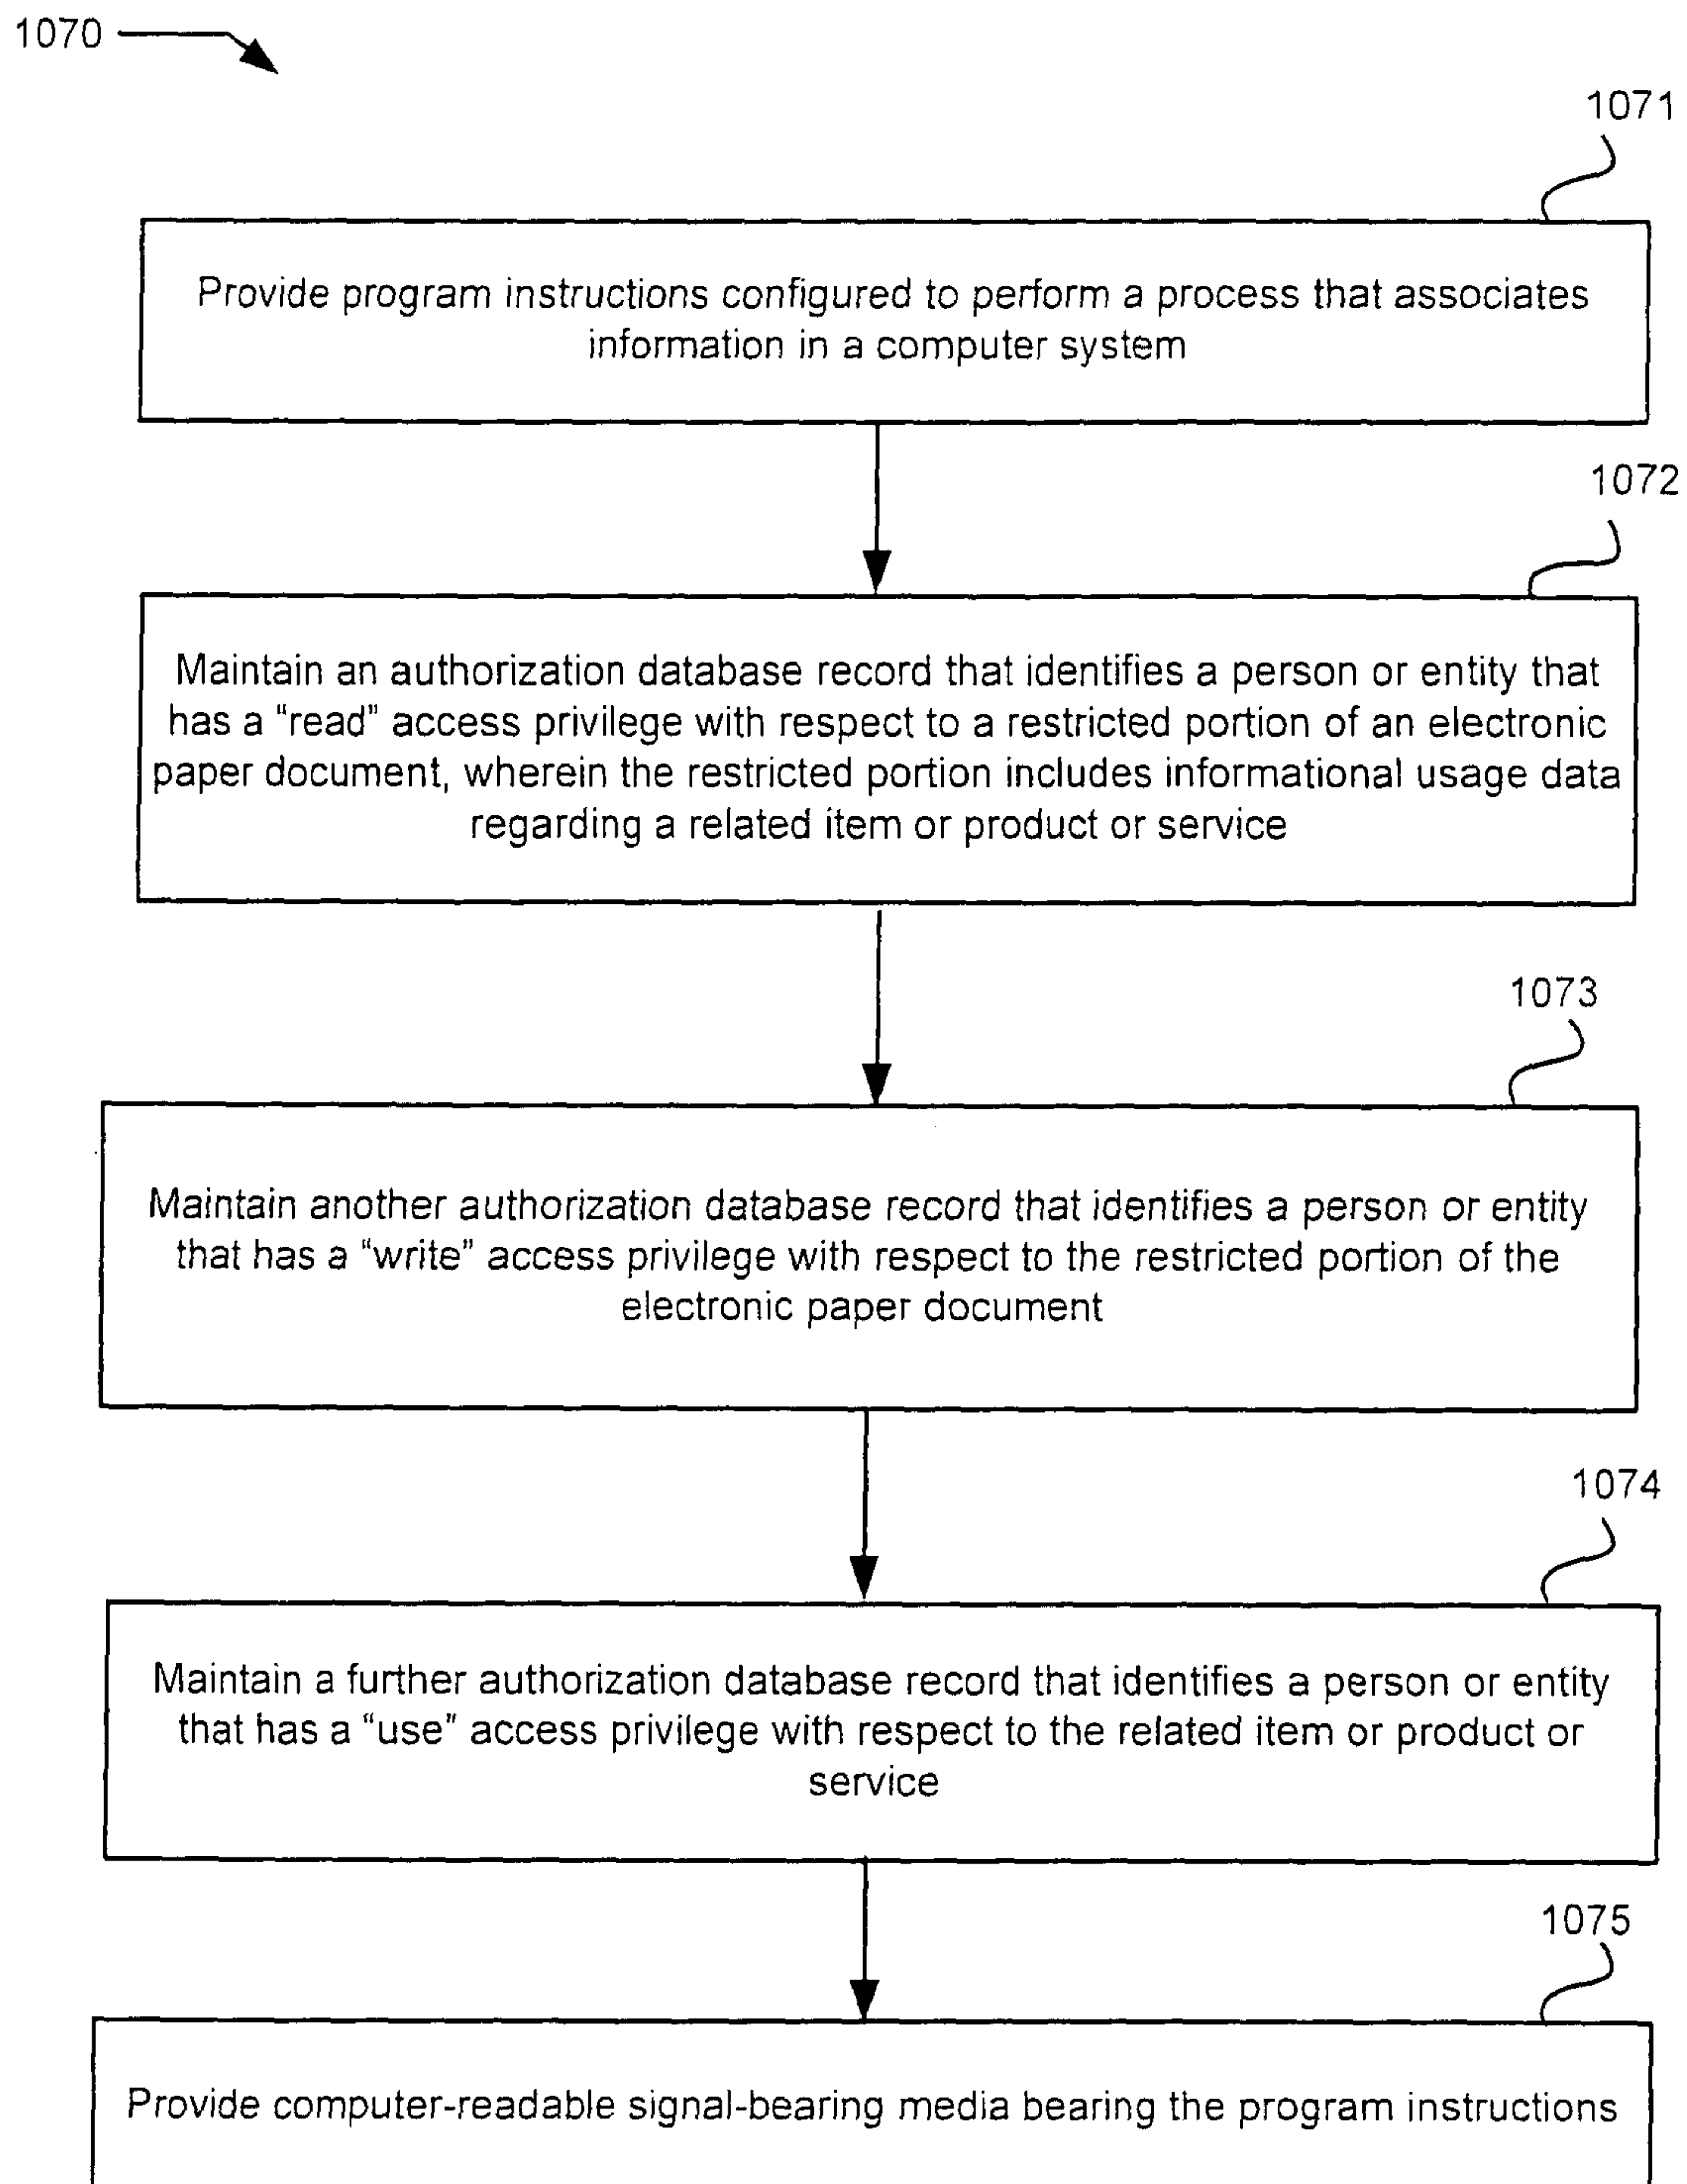 1070
1071
Provide program instructions configured to perform a process that associates
information in a computer system
1072
Maintain an authorization database record that identifies a person or entity that
has a “read” access privilege with respect to a restricted portion of an electronic
paper document, wherein the restricted portion includes informational usage data
regarding a related item or product or service
1073
Maintain another authorization database record that identifies a person or entity
that has a “write” access privilege with respect to the restricted portion of the
electronic paper document
1074
Maintain a further authorization database record that identifies a person or entity
that has a “use” access privilege with respect to the related item or product or
service
1075
Provide computer-readable signal-bearing media bearing the program instructions